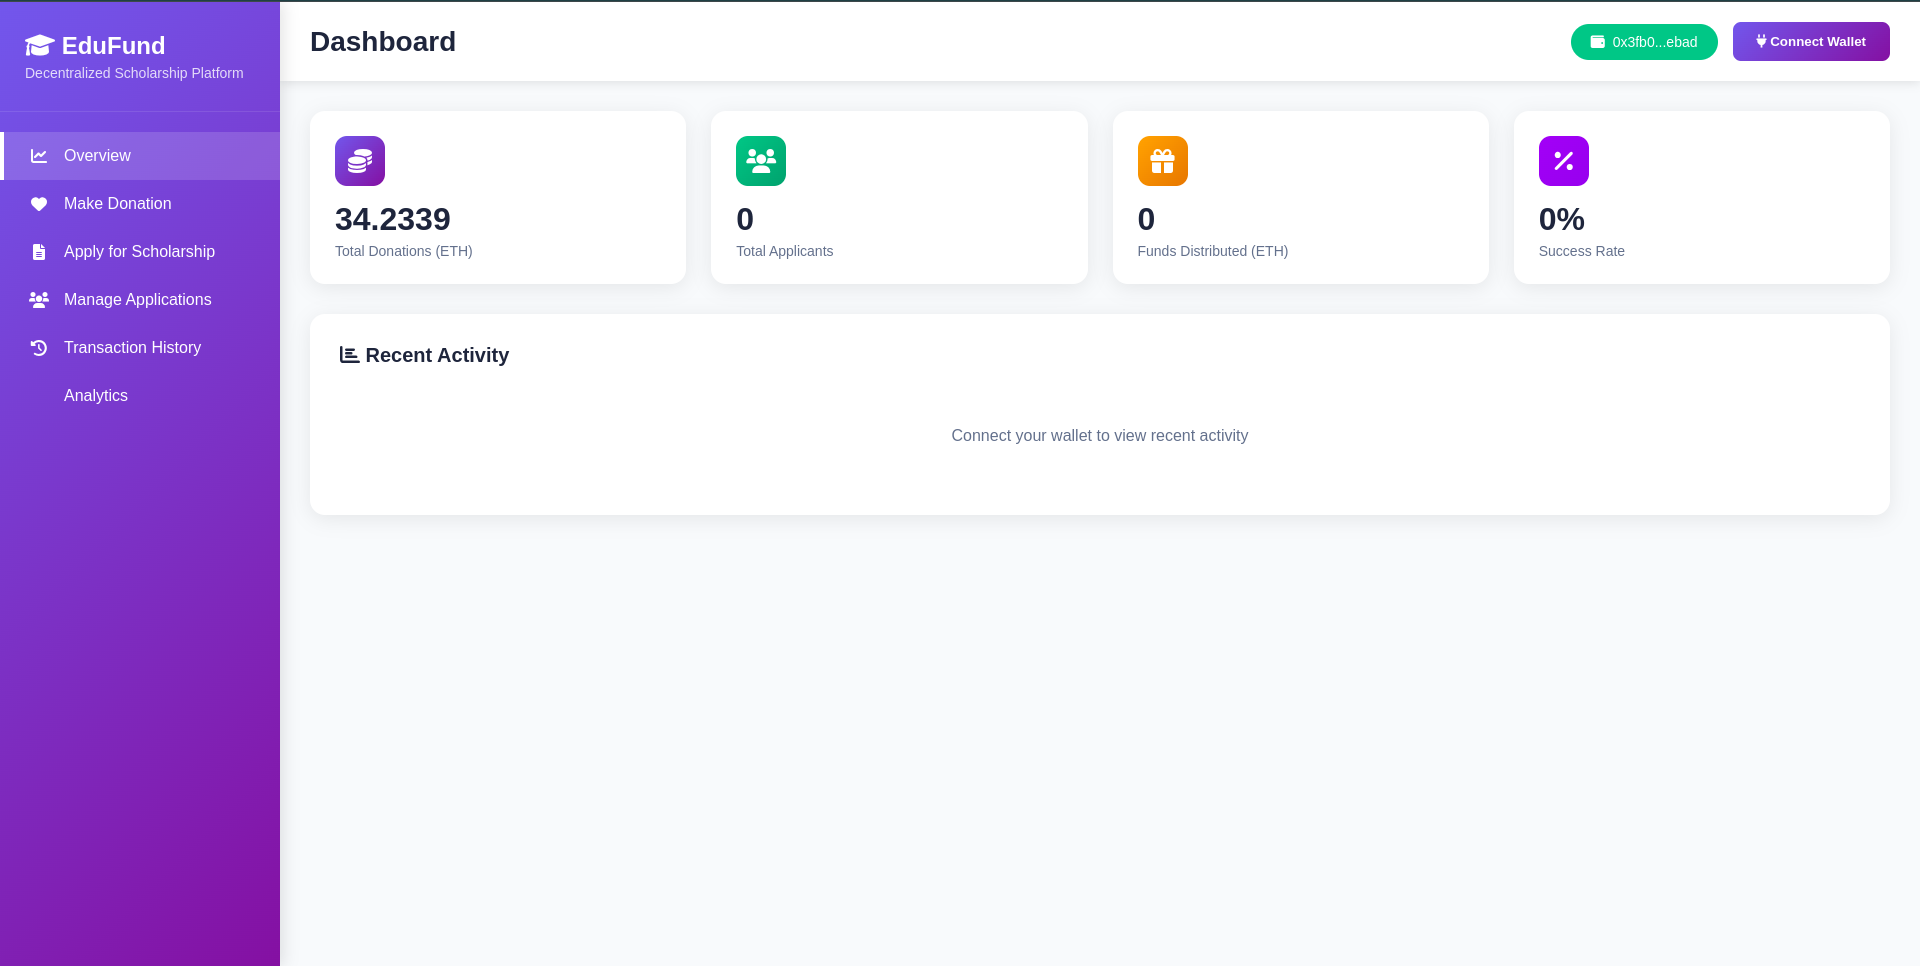 EduFund
Decentralized Scholarship Platform
Overview
Make Donation
Apply for Scholarship
Manage Applications
Transaction History
Analytics
Dashboard
0x3fb0...ebad
Connect Wallet
34.2339
Total Donations (ETH)
0
Total Applicants
0
Funds Distributed (ETH)
0%
Success Rate
Recent Activity
Connect your wallet to view recent activity